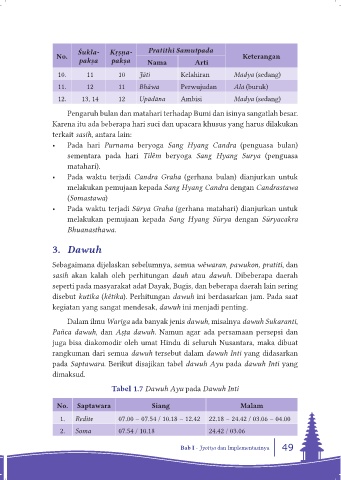 No. Śukla-pakṣa Kṛṣṇa-pakṣa Pratithi Samutpada Keterangan
Nama Arti
10. 11 10 Jāti Kelahiran Madya (sedang)
11. 12 11 Bhāwa Perwujudan Ala (buruk)
12. 13, 14 12 Upādāna Ambisi Madya (sedang)
Pengaruh bulan dan matahari terhadap Bumi dan isinya sangatlah besar.
Karena itu ada beberapa hari suci dan upacara khusus yang harus dilakukan
terkait sasih, antara lain:
• Pada hari Purnama beryoga Sang Hyang Candra (penguasa bulan)
sementara pada hari Tilĕm beryoga Sang Hyang Surya (penguasa
matahari).
• Pada waktu terjadi Candra Graha (gerhana bulan) dianjurkan untuk
melakukan pemujaan kepada Sang Hyang Candra dengan Candrastawa
(Somastawa)
• Pada waktu terjadi Sūrya Graha (gerhana matahari) dianjurkan untuk
melakukan pemujaan kepada Sang Hyang Sūrya dengan Sūryacakra
Bhuanasthawa.
3. Dawuh
Sebagaimana dijelaskan sebelumnya, semua wĕwaran, pawukon, pratiti, dan
sasih akan kalah oleh perhitungan dauh atau dawuh. Dibeberapa daerah
seperti pada masyarakat adat Dayak, Bugis, dan beberapa daerah lain sering
disebut kutika (kĕtika). Perhitungan dawuh ini berdasarkan jam. Pada saat
kegiatan yang sangat mendesak, dawuh ini menjadi penting.
Dalam ilmu Wariga ada banyak jenis dawuh, misalnya dawuh Sukaranti,
Pañca dawuh, dan Aṣṭa dawuh. Namun agar ada persamaan persepsi dan
juga bisa diakomodir oleh umat Hindu di seluruh Nusantara, maka dibuat
rangkuman dari semua dawuh tersebut dalam dawuh Inti yang didasarkan
pada Saptawara. Berikut disajikan tabel dawuh Ayu pada dawuh Inti yang
dimaksud.
Tabel 1.7 Dawuh Ayu pada Dawuh Inti
No. Saptawara Siang Malam
1. Redite 07.00 – 07.54 / 10.18 – 12.42 22.18 – 24.42 / 03.06 – 04.00
2. Soma 07.54 / 10.18 24.42 / 03.06
Bab I - Jyotisa dan Implementasinya 49